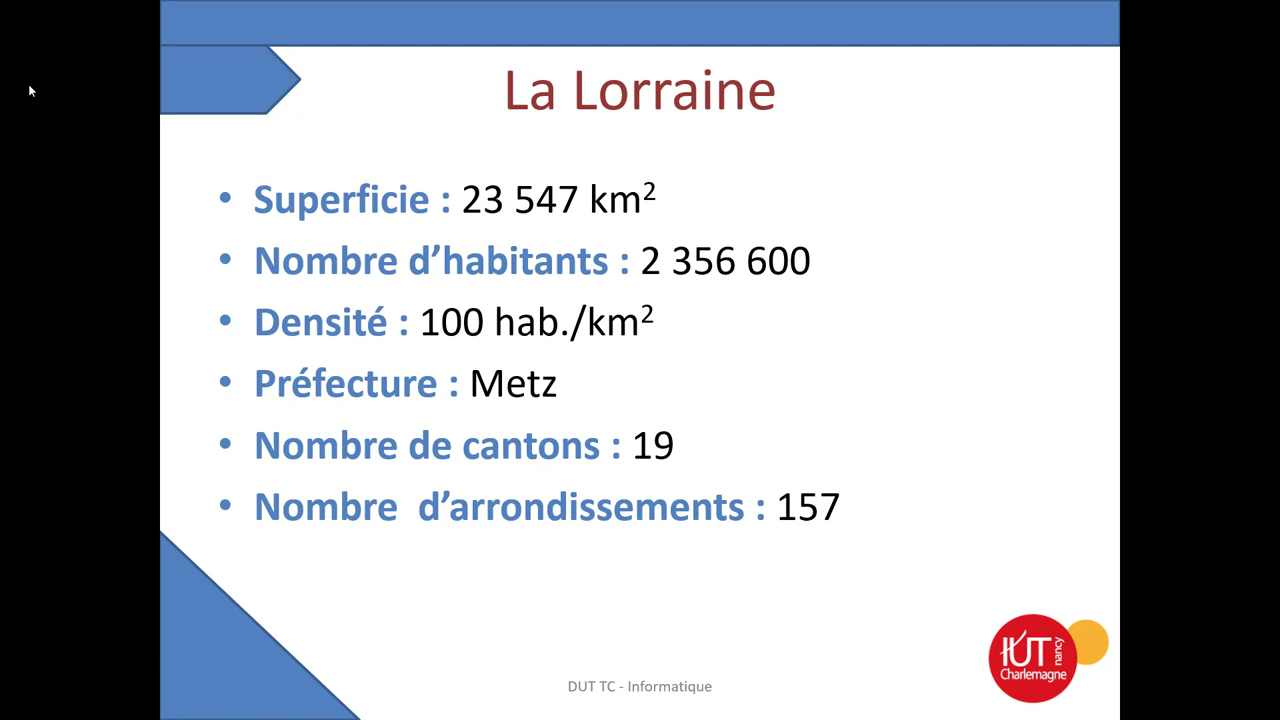 La Lorraine
• Superficie : 23 547 km²
• Nombre d’habitants : 2 356 600
• Densité : 100 hab./km²
• Préfecture : Metz
• Nombre de cantons : 19
• Nombre  d’arrondissements : 157
IUT nancy
Charlemagne
DUT TC - Informatique